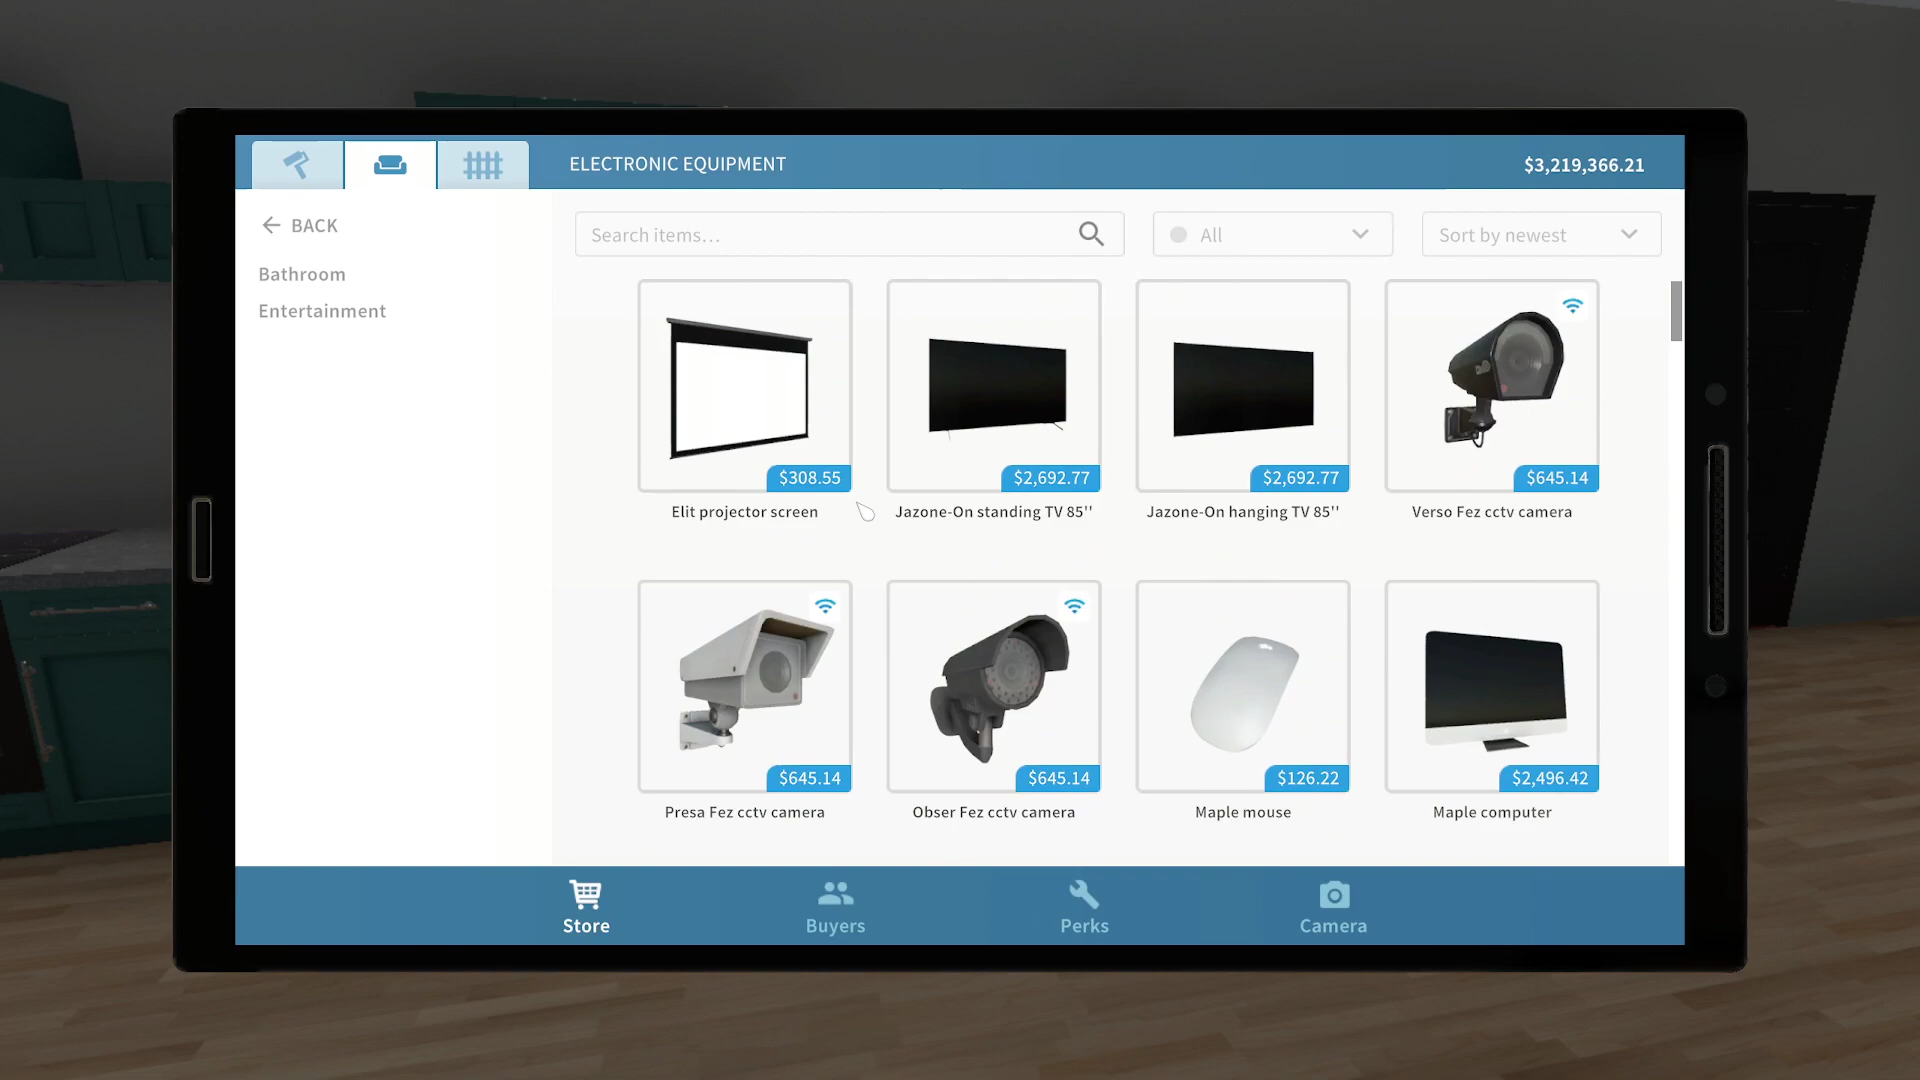 ELECTRONIC EQUIPMENT
$3,219,366.21
BACK
Bathroom
Entertainment
Search items...
All
Sort by newest
$308.55
$2,692.77
$2,692.77
$645.14
Elit projector screen
Jazone-On standing TV 85''
Jazone-On hanging TV 85''
Verso Fez cctv camera
$645.14
$645.14
$126.22
$2,496.42
Presa Fez cctv camera
Obser Fez cctv camera
Maple mouse
Maple computer
Store
Buyers
Perks
Camera